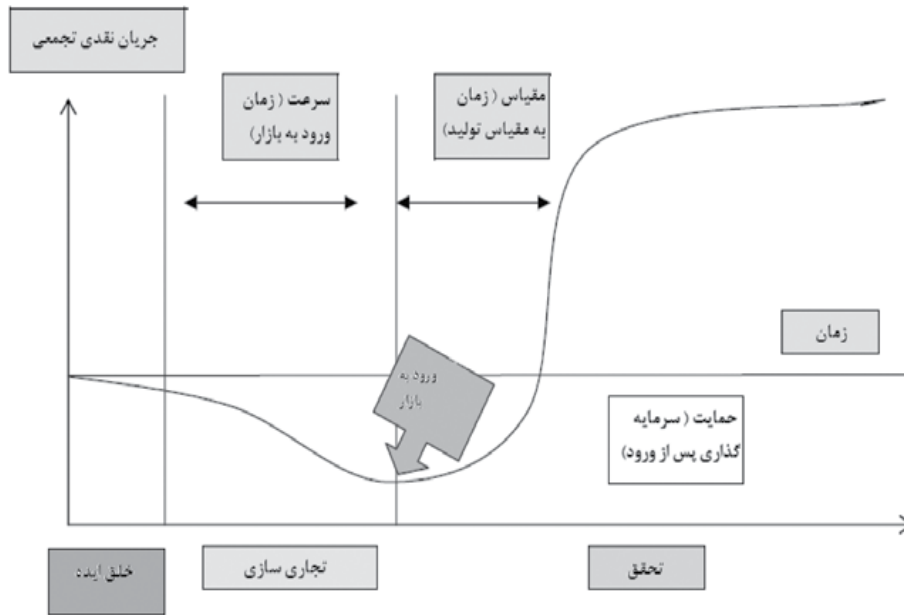 جریان نقدی تجمعی
سرعت ( زمان
ورود به بازار)
مقیاس ( زمان
به مقیاس تولید)
زمان
ورود به
بازار
حمایت ( سرمایه
گذاری پس از ورود)
خلق ایده
تجاری سازی
تحقق